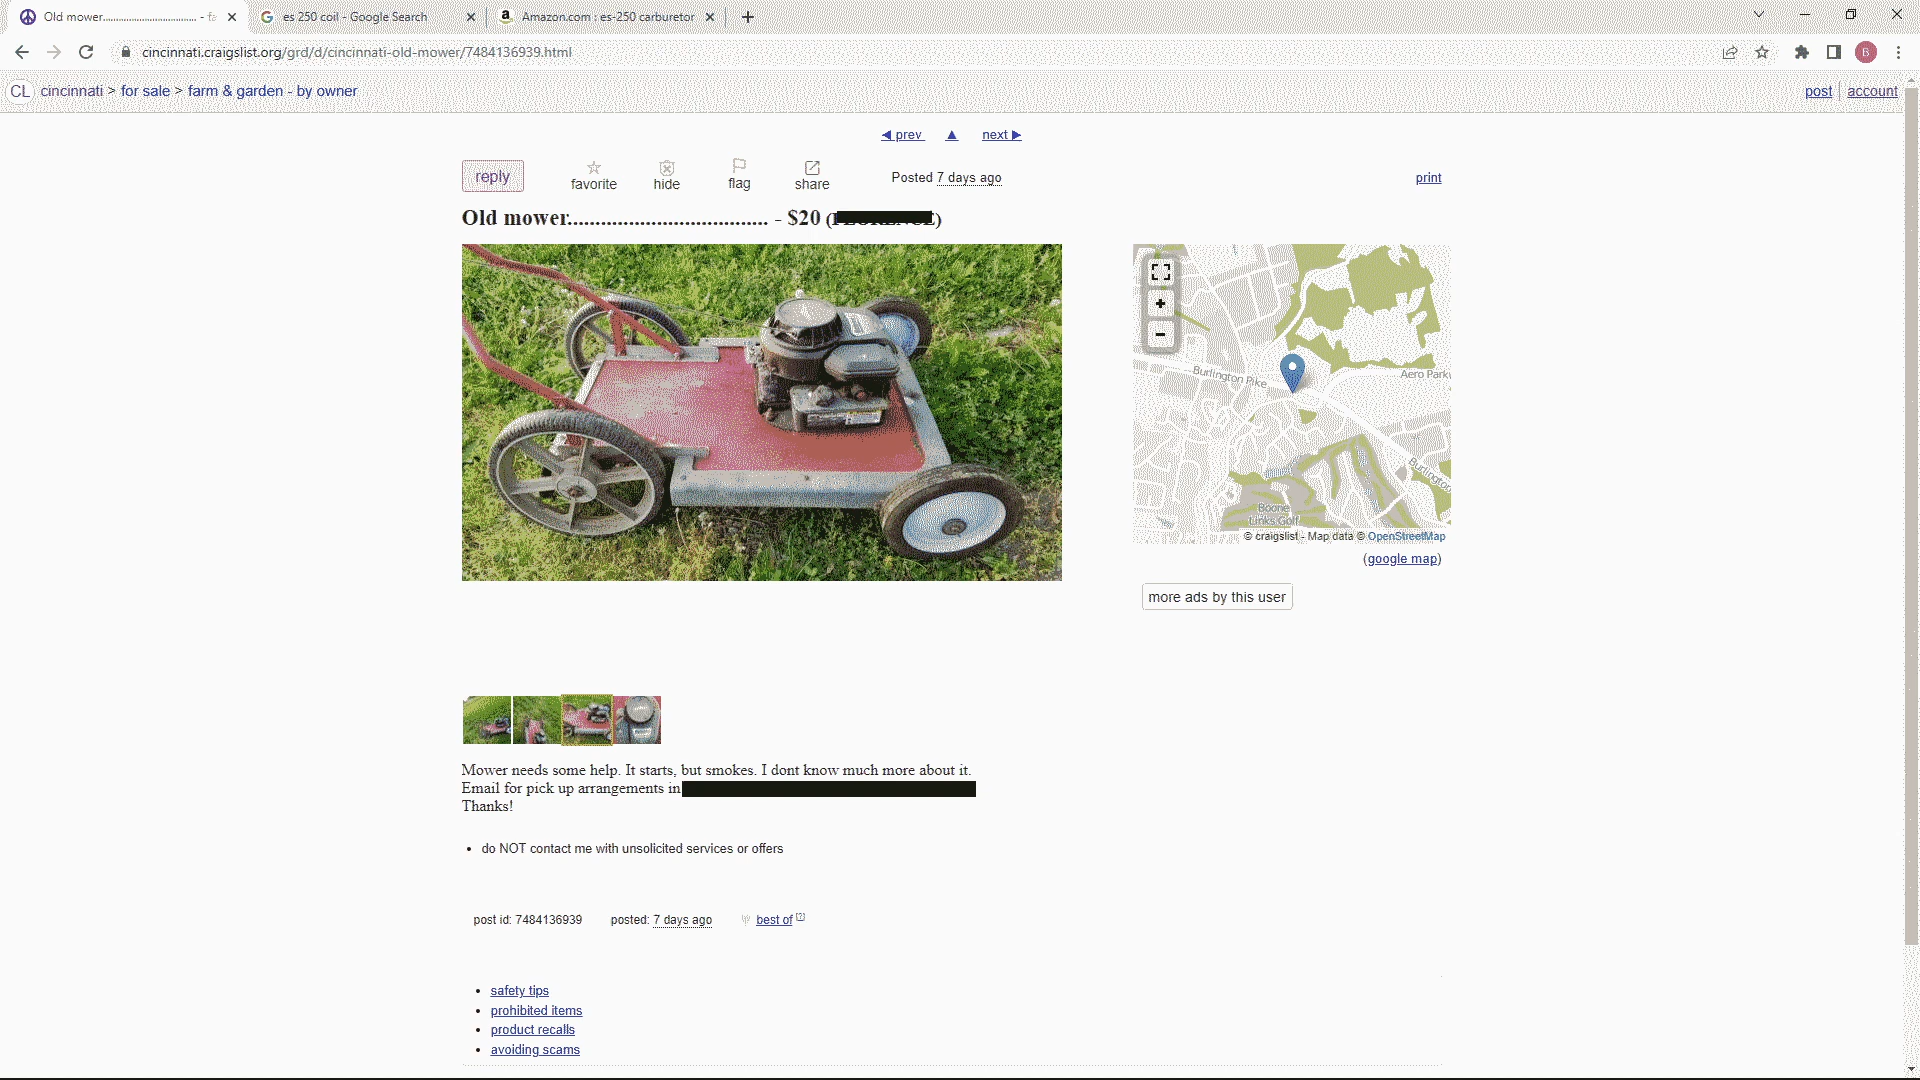 Old mower.................................. - fa
es 250 coil - Google Search
Amazon.com : es-250 carburetor
cincinnati.craigslist.org/grd/d/cincinnati-old-mower/7484136939.html
B
CL cincinnati > for sale > farm & garden - by owner
post account
◀ prev ▲ next ▶
reply favorite hide flag share Posted 7 days ago print
Old mower.................................... - $20 ( )
+
−
Burlington Pike
Aero Parkw
Burlington
Boone
Links Golf
© craigslist - Map data © OpenStreetMap
(google map)
more ads by this user
Mower needs some help. It starts, but smokes. I dont know much more about it.
Email for pick up arrangements in
Thanks!
• do NOT contact me with unsolicited services or offers
post id: 7484136939 posted: 7 days ago best of [?]
• safety tips
• prohibited items
• product recalls
• avoiding scams